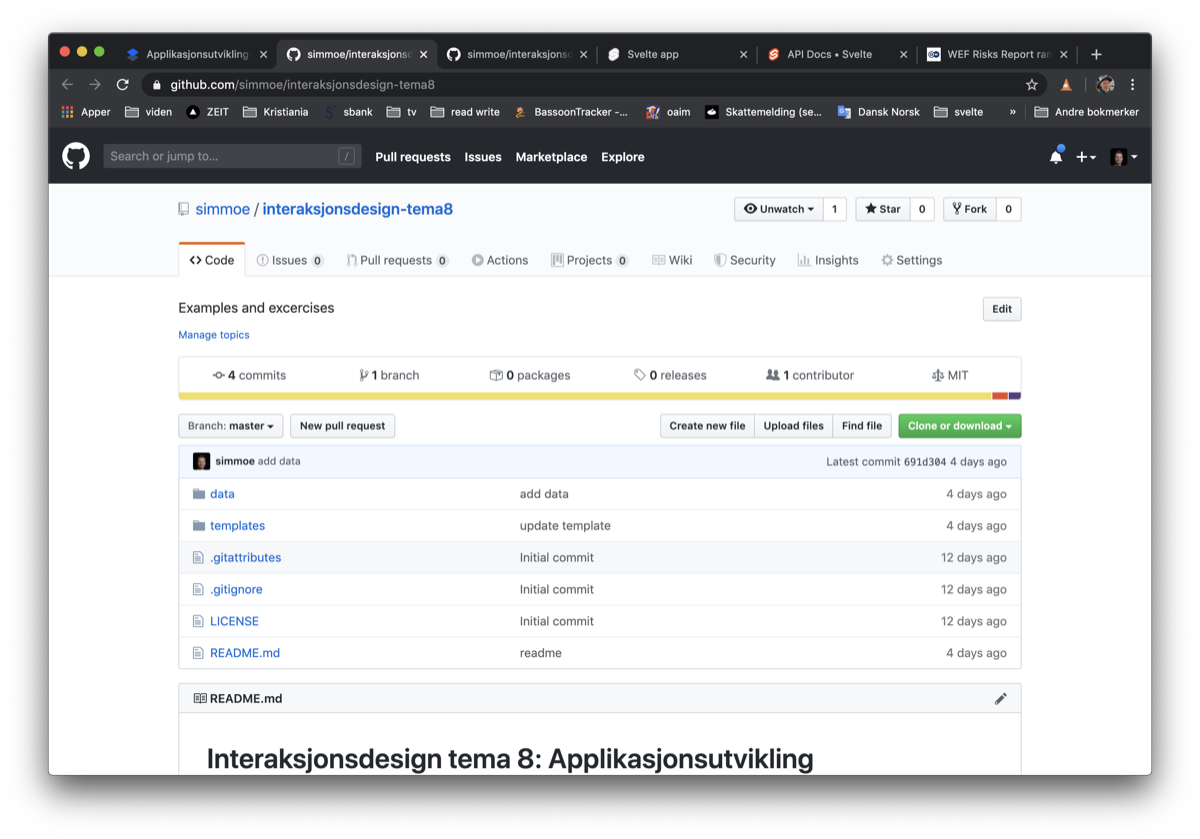 Applikasjonsutvikling simmoe/interaksjonsd simmoe/interaksjonsd Svelte app API Docs • Svelte WEF Risks Report ran
github.com/simmoe/interaksjonsdesign-tema8
Apper viden ZEIT Kristiania sbank tv read write BassoonTracker -... oaim Skattemelding (se... Dansk Norsk svelte » Andre bokmerker
Search or jump to... / Pull requests Issues Marketplace Explore
simmoe / interaksjonsdesign-tema8 Unwatch 1 Star 0 Fork 0
Code Issues 0 Pull requests 0 Actions Projects 0 Wiki Security Insights Settings
Examples and excercises Edit
Manage topics
4 commits 1 branch 0 packages 0 releases 1 contributor MIT
Branch: master New pull request Create new file Upload files Find file Clone or download
simmoe add data Latest commit 691d304 4 days ago
data add data 4 days ago
templates update template 4 days ago
.gitattributes Initial commit 12 days ago
.gitignore Initial commit 12 days ago
LICENSE Initial commit 12 days ago
README.md readme 4 days ago
README.md
Interaksjonsdesign tema 8: Applikasjonsutvikling